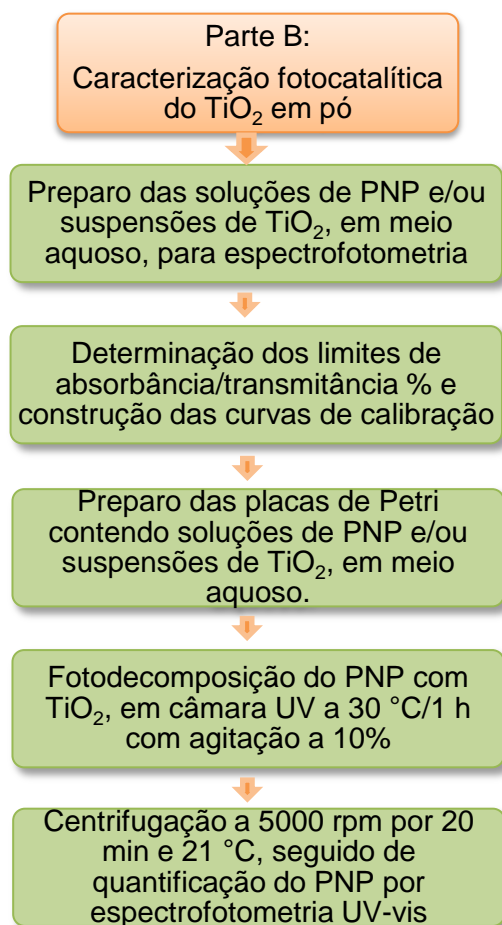 Parte B:
Caracterização fotocatalítica
do TiO₂ em pó
Preparo das soluções de PNP e/ou
suspensões de TiO₂, em meio
aquoso, para espectrofotometria
Determinação dos limites de
absorbância/transmitância % e
construção das curvas de calibração
Preparo das placas de Petri
contendo soluções de PNP e/ou
suspensões de TiO₂, em meio
aquoso.
Fotodecomposição do PNP com
TiO₂, em câmara UV a 30 °C/1 h
com agitação a 10%
Centrifugação a 5000 rpm por 20
min e 21 °C, seguido de
quantificação do PNP por
espectrofotometria UV-vis